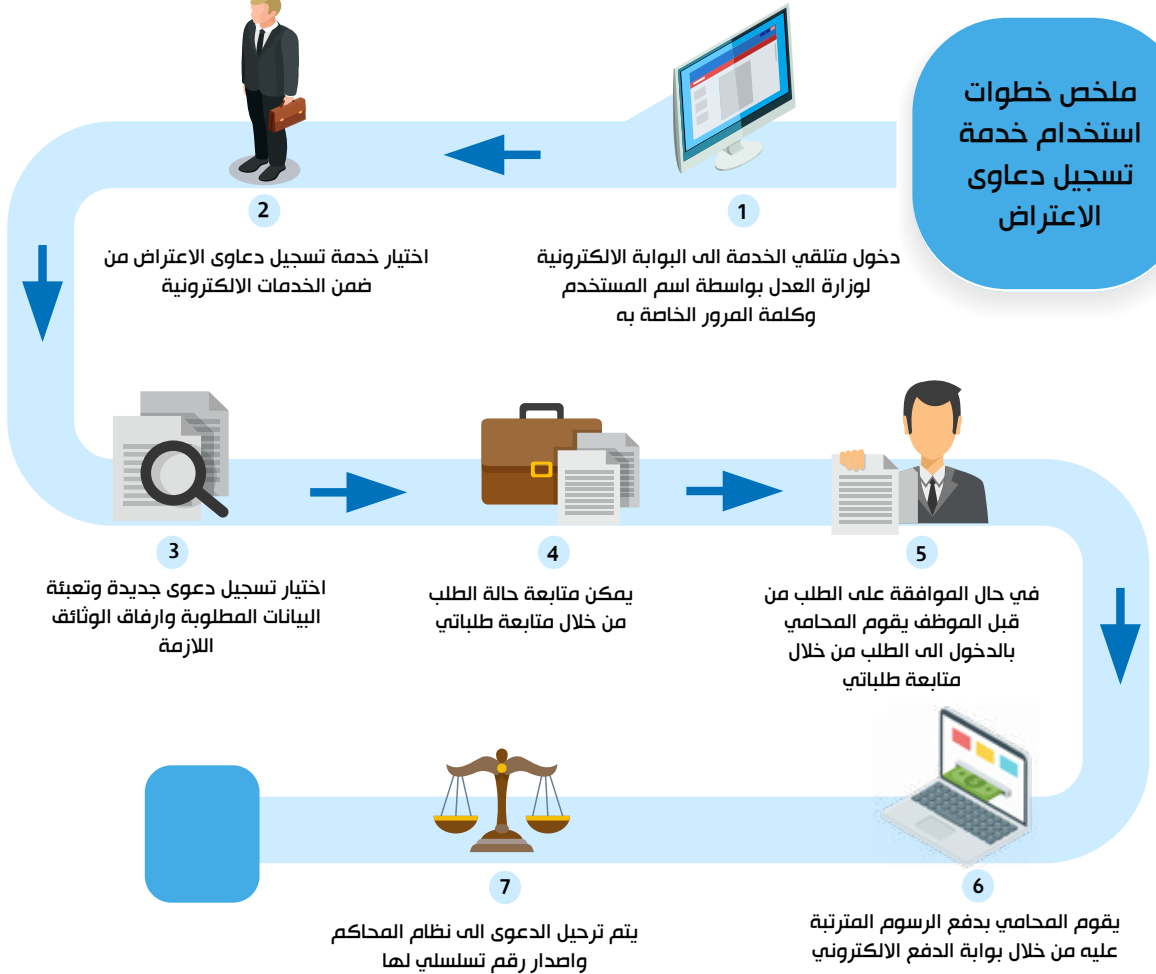 ملخص خطوات
استخدام خدمة
تسجيل دعاوى
الاعتراض
1
دخول متلقي الخدمة الى البوابة الالكترونية
لوزارة العدل بواسطة اسم المستخدم
وكلمة المرور الخاصة به
2
اختيار خدمة تسجيل دعاوى الاعتراض من
ضمن الخدمات الالكترونية
3
اختيار تسجيل دعوى جديدة وتعبئة
البيانات المطلوبة وارفاق الوثائق
اللازمة
4
يمكن متابعة حالة الطلب
من خلال متابعة طلباتي
5
في حال الموافقة على الطلب من
قبل الموظف يقوم المحامي
بالدخول الى الطلب من خلال
متابعة طلباتي
6
يقوم المحامي بدفع الرسوم المترتبة
عليه من خلال بوابة الدفع الالكتروني
7
يتم ترحيل الدعوى الى نظام المحاكم
واصدار رقم تسلسلي لها